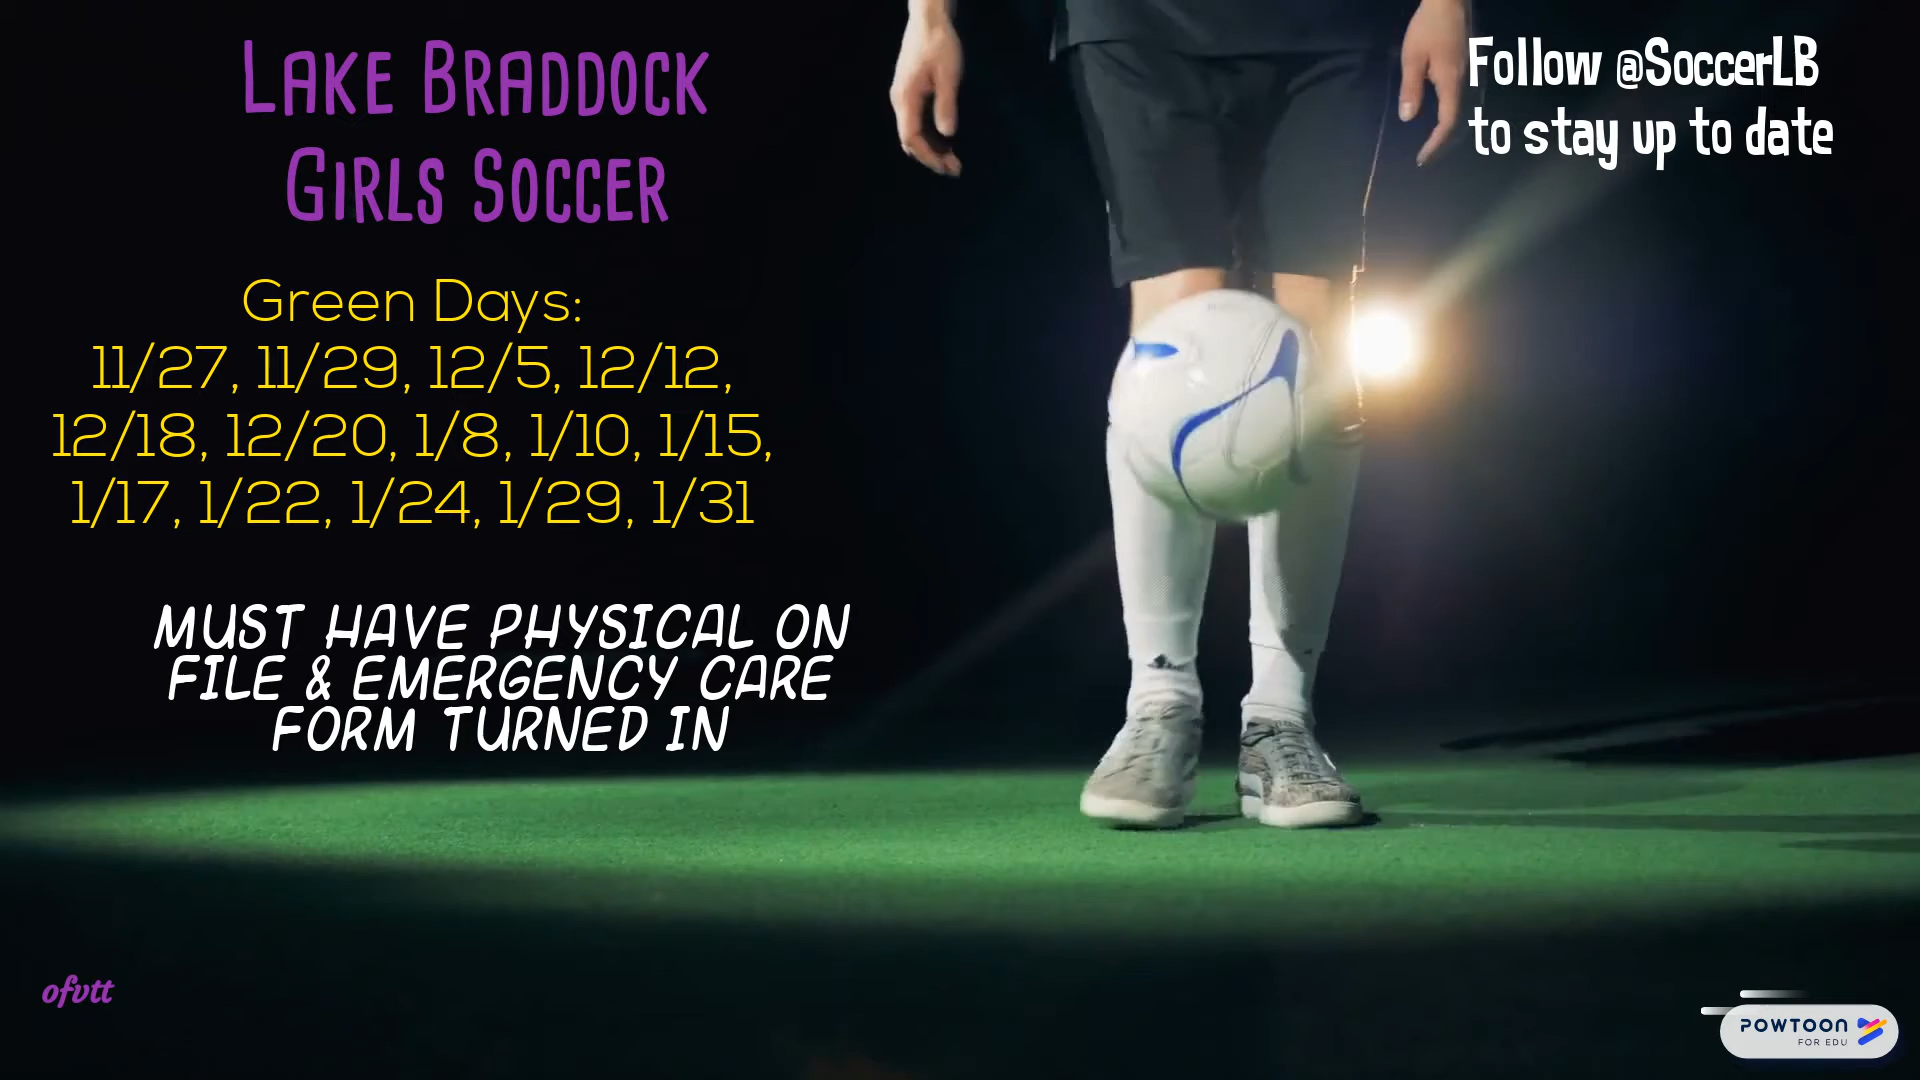 Lake Braddock
Girls Soccer
Follow @SoccerLB
to stay up to date
Green Days:
11/27, 11/29, 12/5, 12/12,
12/18, 12/20, 1/8, 1/10, 1/15,
1/17, 1/22, 1/24, 1/29, 1/31
MUST HAVE PHYSICAL ON
FILE & EMERGENCY CARE
FORM TURNED IN
ofvtt
POWTOON
FOR EDU